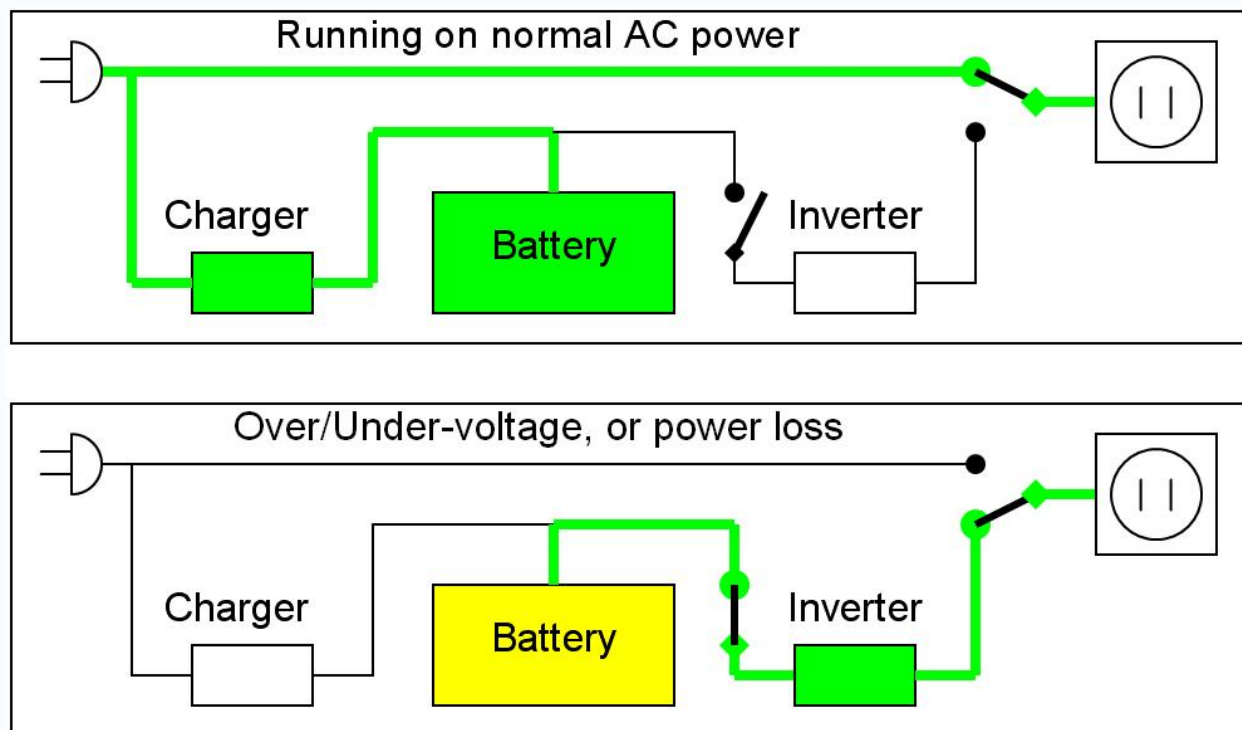 Running on normal AC power
Charger
Battery
Inverter
Over/Under-voltage, or power loss
Charger
Battery
Inverter